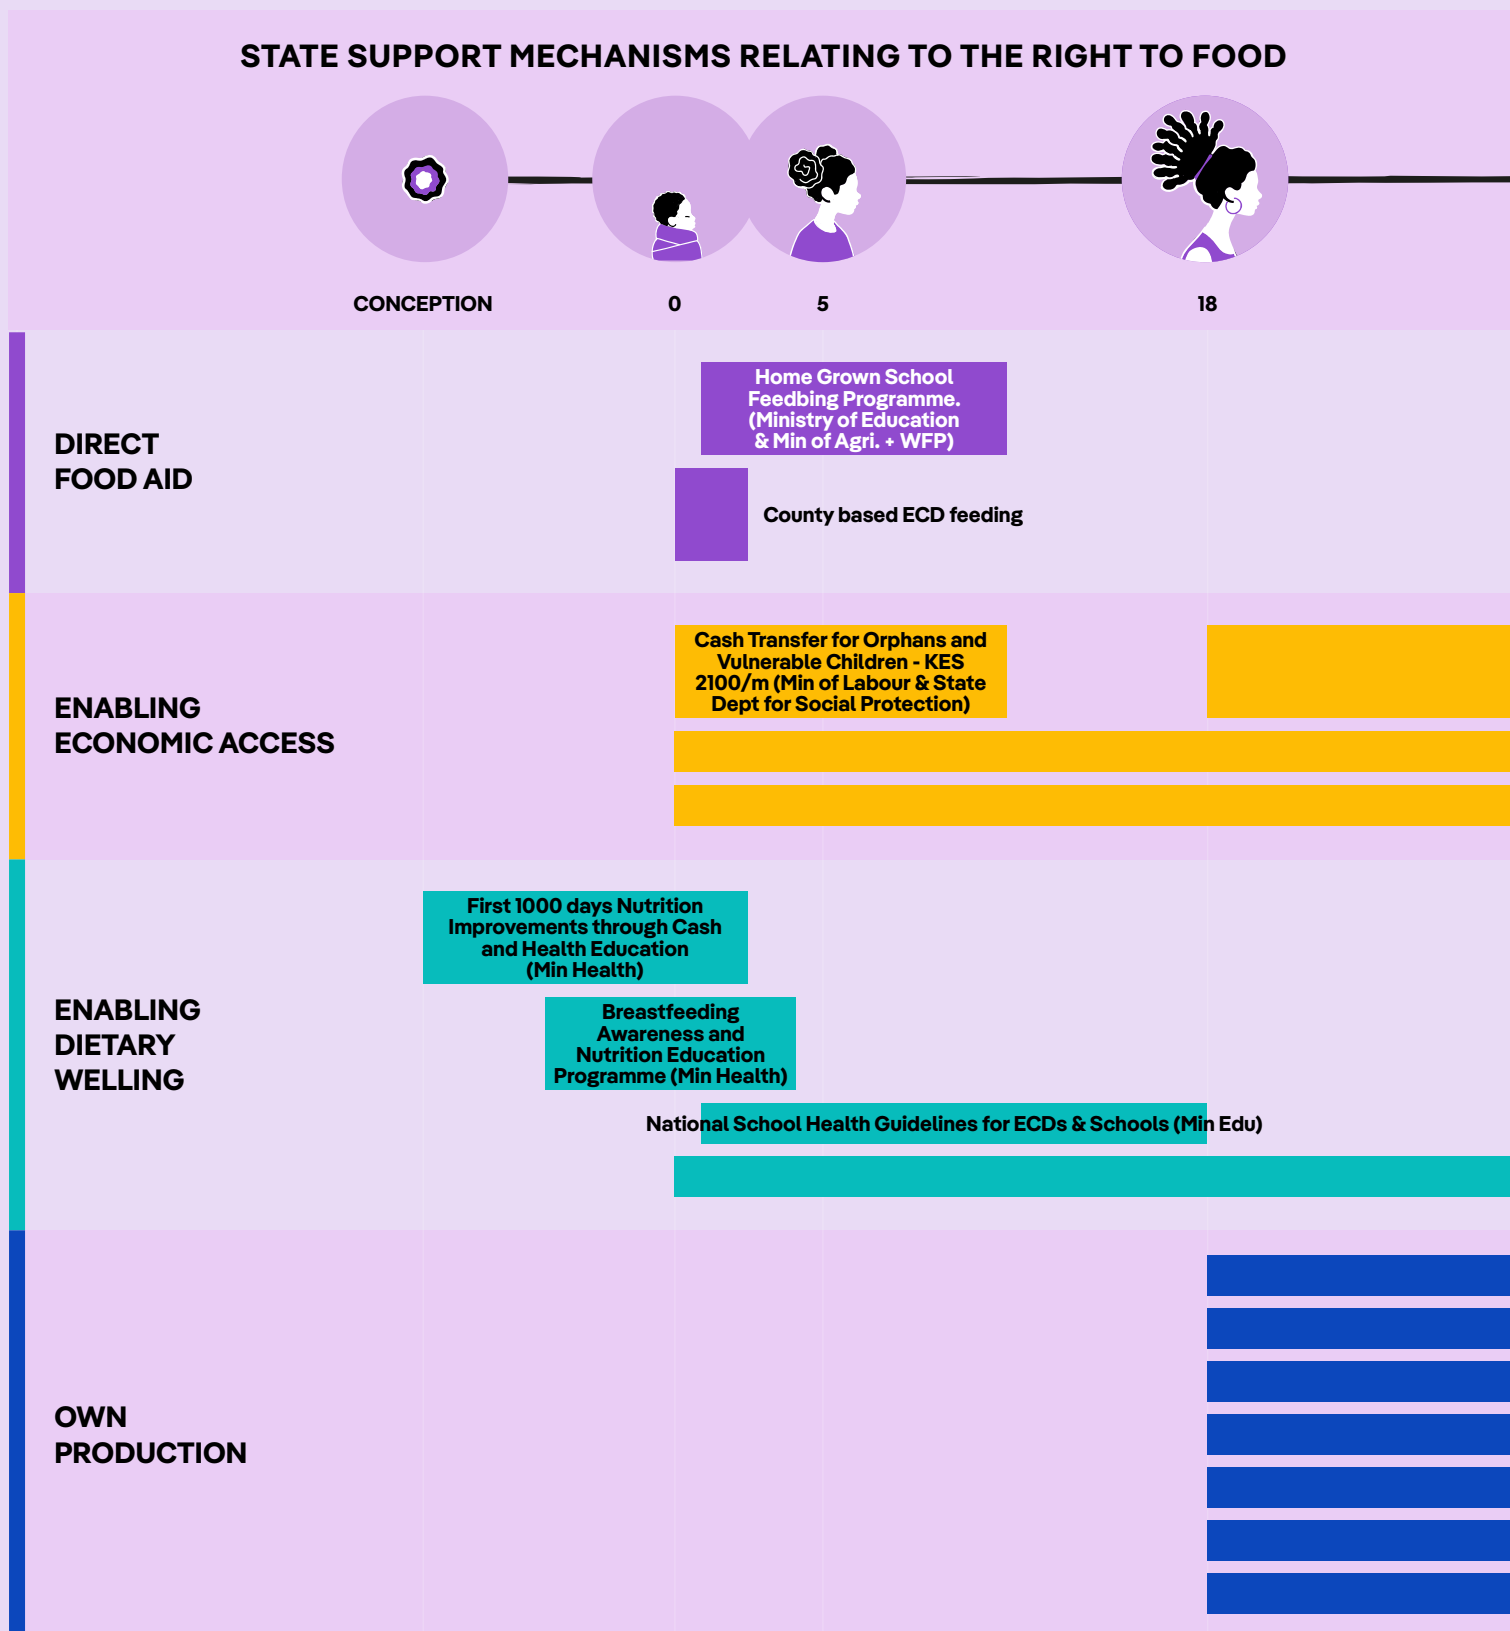 STATE SUPPORT MECHANISMS RELATING TO THE RIGHT TO FOOD
CONCEPTION
0
5
18
DIRECT
FOOD AID
Home Grown School
Feedbing Programme.
(Ministry of Education
& Min of Agri. + WFP)
County based ECD feeding
ENABLING
ECONOMIC ACCESS
Cash Transfer for Orphans and
Vulnerable Children - KES
2100/m (Min of Labour & State
Dept for Social Protection)
ENABLING
DIETARY
WELLING
First 1000 days Nutrition
Improvements through Cash
and Health Education
(Min Health)
Breastfeeding
Awareness and
Nutrition Education
Programme (Min Health)
National School Health Guidelines for ECDs & Schools (Min Edu)
OWN
PRODUCTION